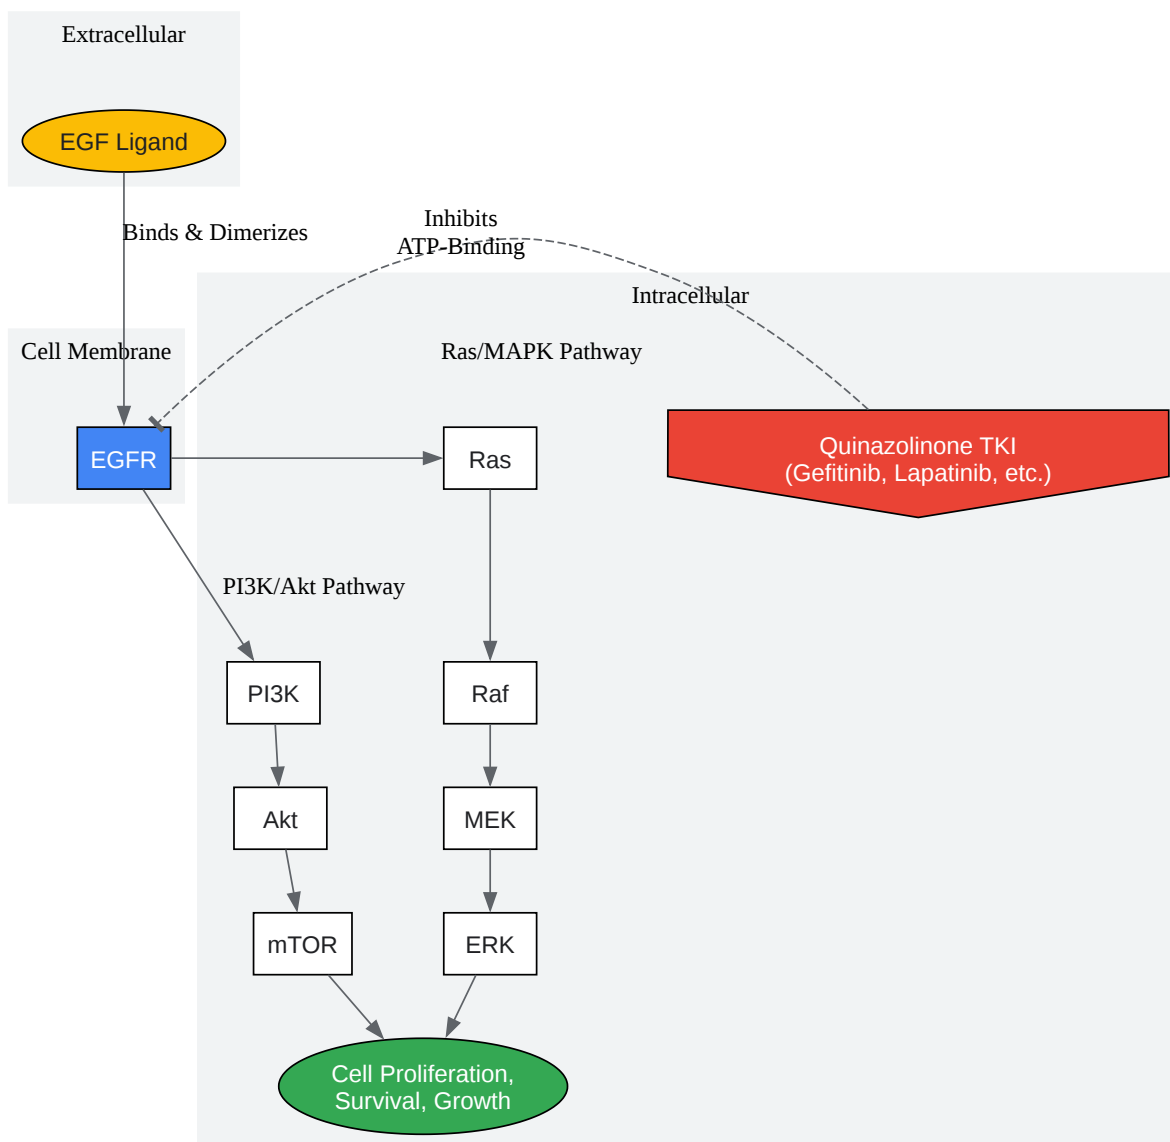 Extracellular
EGF Ligand
Binds & Dimerizes
Inhibits
ATP-Binding
Intracellular
Cell Membrane
Ras/MAPK Pathway
EGFR
Ras
Quinazolinone TKI
(Gefitinib, Lapatinib, etc.)
PI3K/Akt Pathway
PI3K
Raf
Akt
MEK
mTOR
ERK
Cell Proliferation,
Survival, Growth